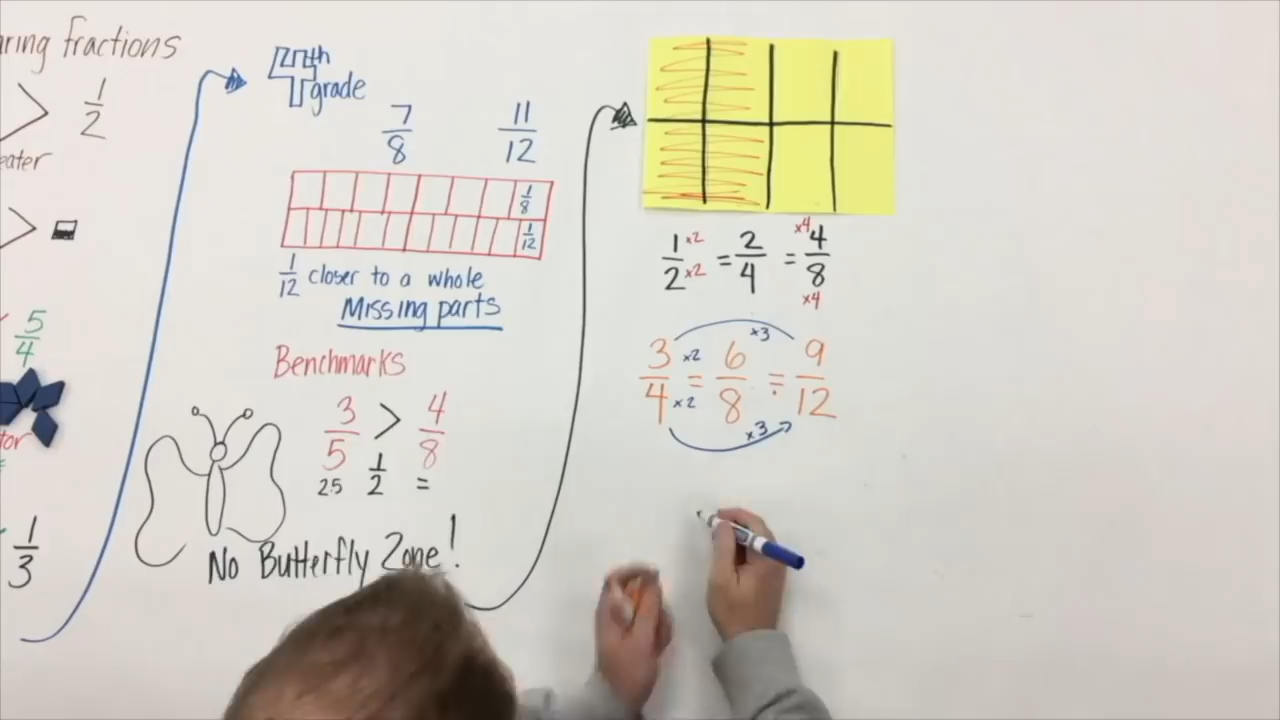 ring fractions
> 1/2
eater
>
5/4
tor
1/3
4th
grade
7/8 11/12
1/8
1/12
1/12 closer to a whole
Missing parts
Benchmarks
3/5 > 4/8
2.5 1/2 =
No Butterfly Zone!
1/2 ×2 ×2 = 2/4 = ×4 4/8 ×4
×3
3/4 ×2 ×2 = 6/8 = 9/12
×3